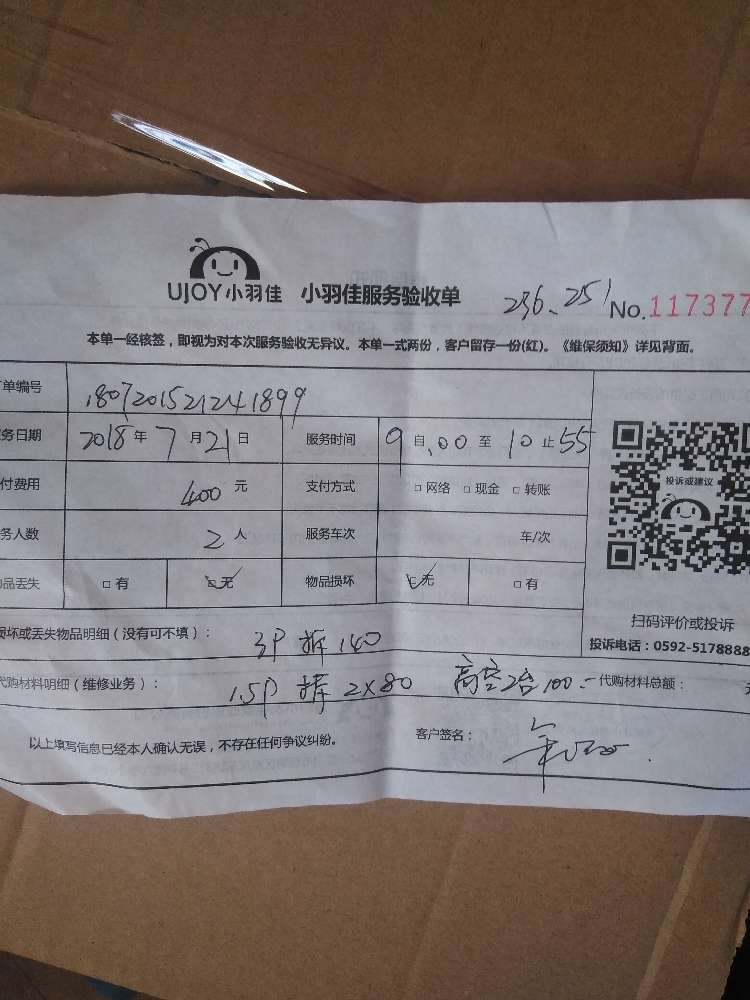 UJOY小羽佳 小羽佳服务验收单 236.251 No.117377
本单一经核签，即视为对本次服务验收无异议。本单一式两份，客户留存一份(红)。《维保须知》详见背面。
单编号 1807201521241899
务日期 2018年7月21日 服务时间 9自.00至10止55
付费用 400元 支付方式 □网络 □现金 □转账
务人数 2人 服务车次 车/次
品丢失 □有 ☑无 物品损坏 ☑无 □有
投诉或建议
扫码评价或投诉
投诉电话：0592-5178888
损坏或丢失物品明细（没有可不填）： 3P 拆 140
代购材料明细（维修业务）： 1.5P 拆 2X80 高空2台100.- 代购材料总额：
以上填写信息已经本人确认无误，不存在任何争议纠纷。 客户签名：